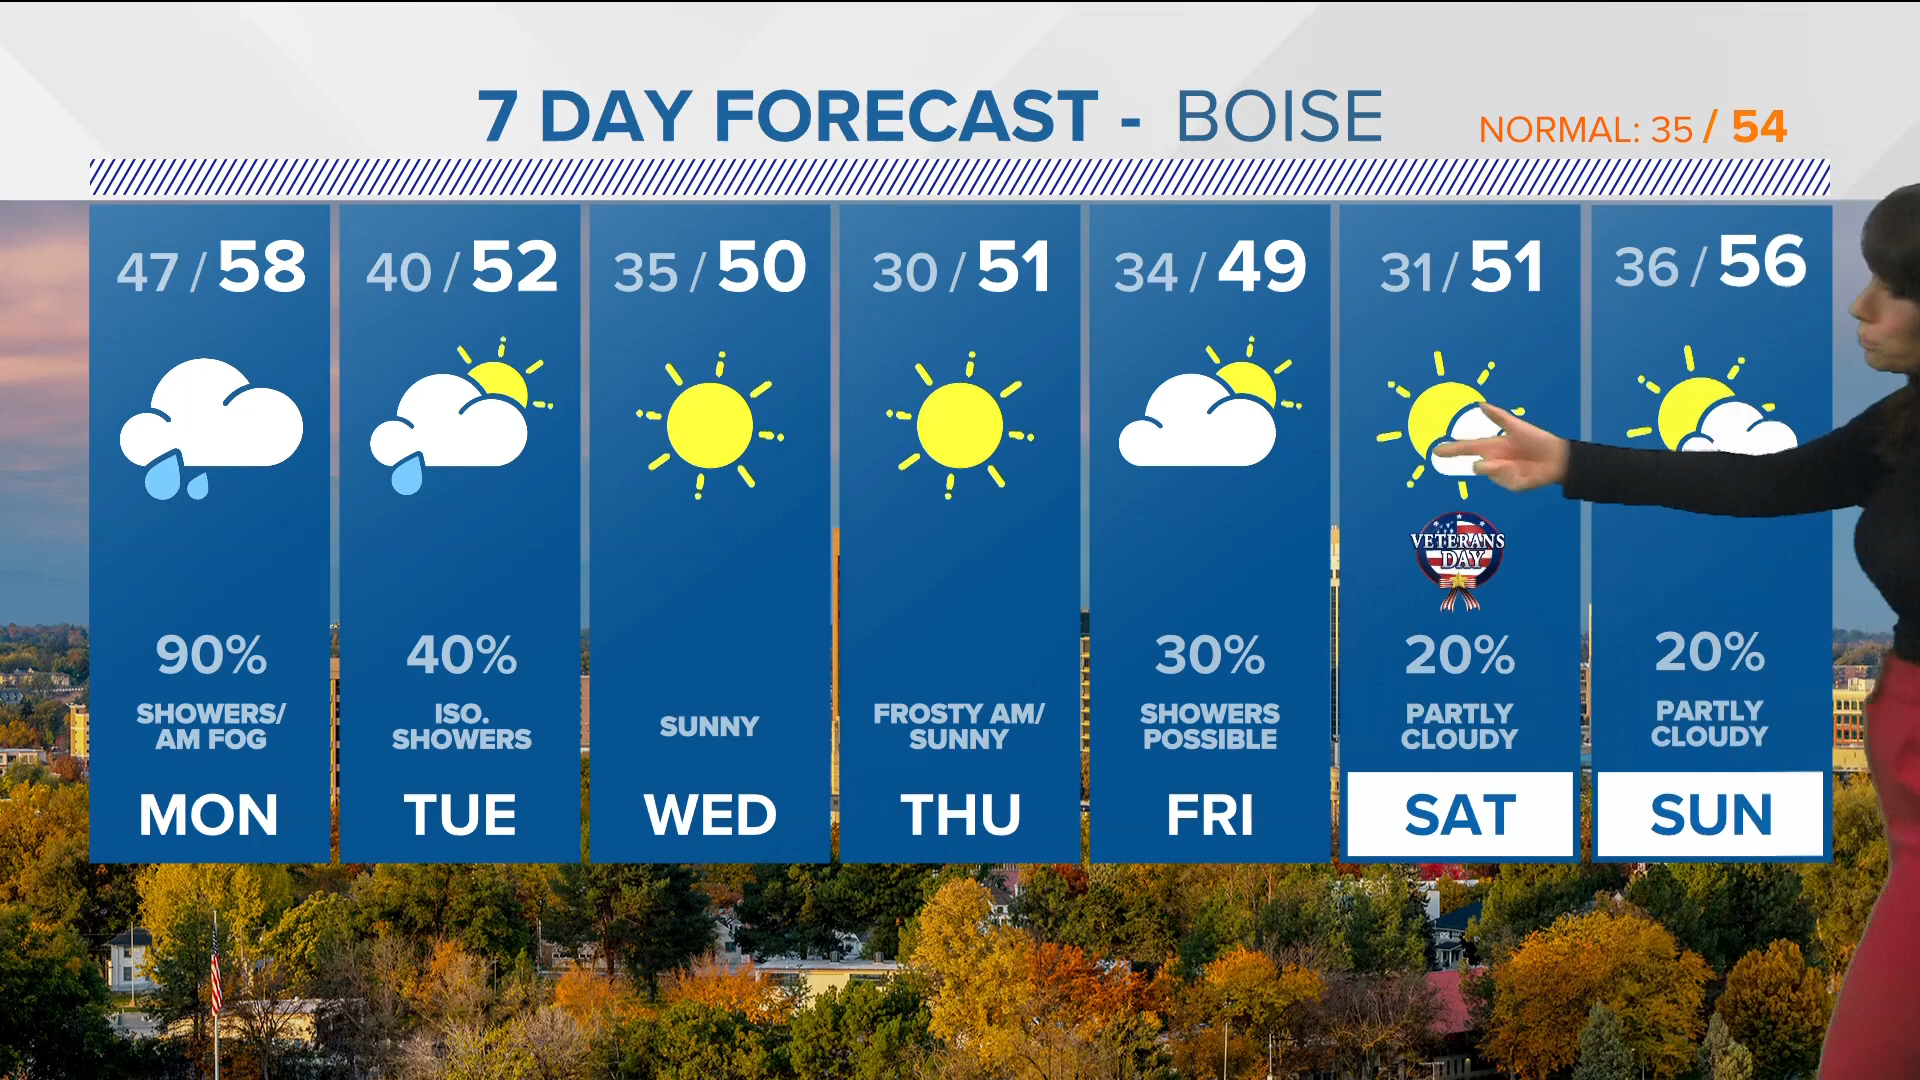 7 DAY FORECAST - BOISE
NORMAL: 35 / 54
47 / 58
90%
SHOWERS/
AM FOG
MON
40 / 52
40%
ISO.
SHOWERS
TUE
35 / 50
SUNNY
WED
30 / 51
FROSTY AM/
SUNNY
THU
34 / 49
30%
SHOWERS
POSSIBLE
FRI
31/ 51
VETERANS
DAY
20%
PARTLY
CLOUDY
SAT
36 / 56
20%
PARTLY
CLOUDY
SUN